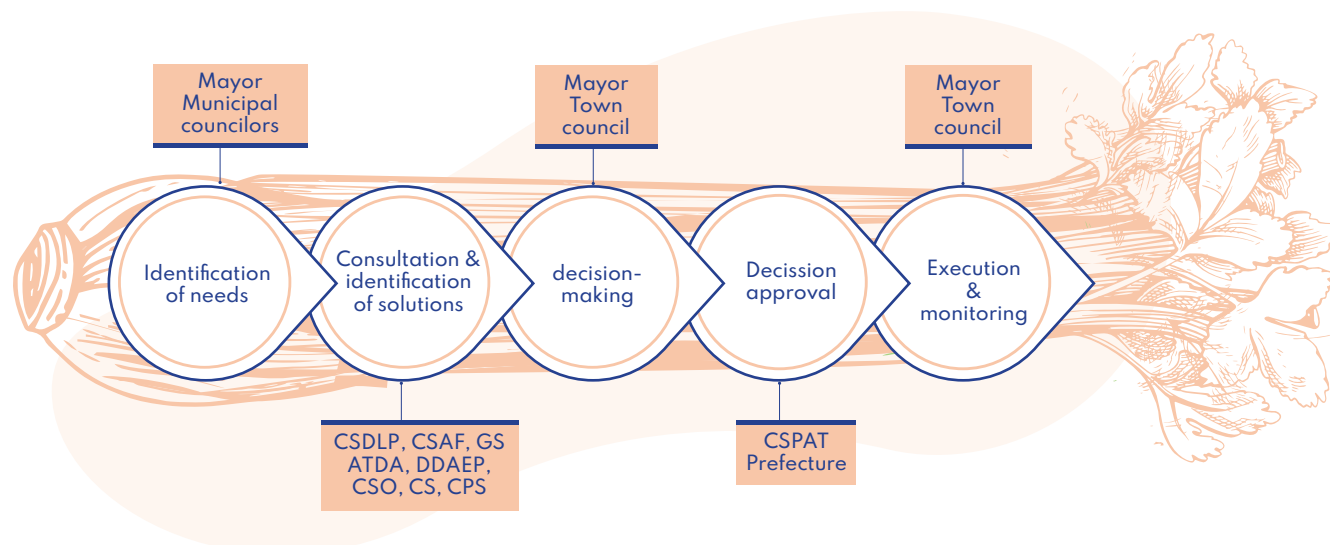 Mayor
Municipal
councilors
Mayor
Town
council
Mayor
Town
council
Identification
of needs
Consultation &
identification
of solutions
decision-
making
Decission
approval
Execution
&
monitoring
CSDLP, CSAF, GS
ATDA, DDAEP,
CSO, CS, CPS
CSPAT
Prefecture